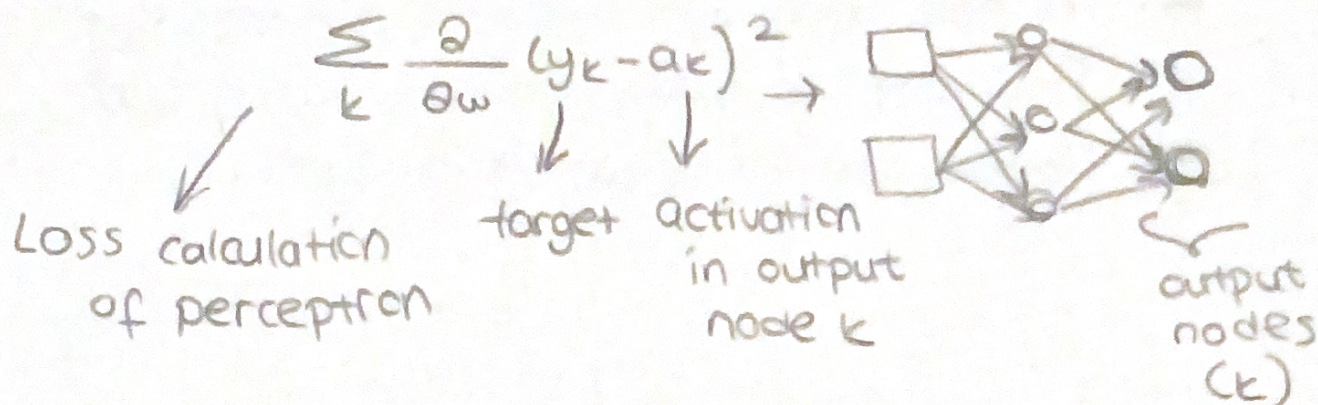 Σ ∂ (yk - ak)²
k ∂w
Loss calculation
of perceptron
target
activation
in output
node k
output
nodes
(k)